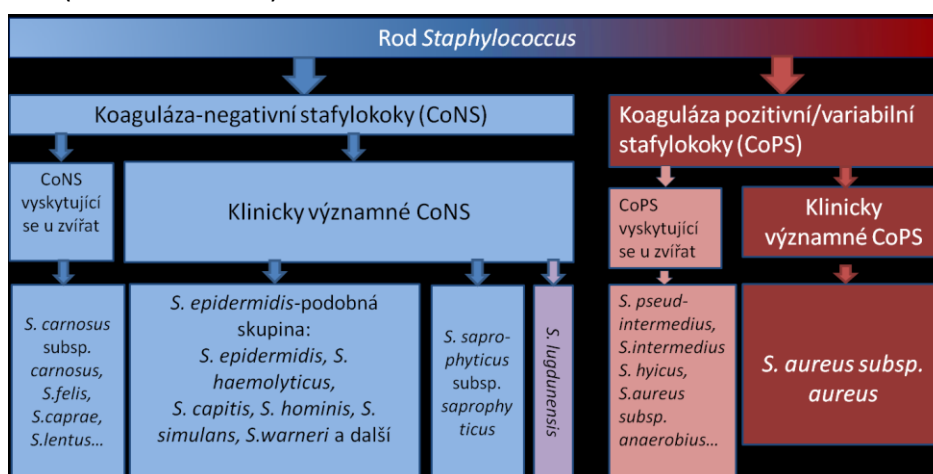 Rod Staphylococcus
Koaguláza-negativní stafylokoky (CoNS)
Koaguláza pozitivní/variabilní
stafylokoky (CoPS)
CoNS
vyskytující
se u zvířat
Klinicky významné CoNS
CoPS
vyskytující
se u zvířat
Klinicky
významné CoPS
S. carnosus
subsp.
carnosus,
S.felis,
S.caprae,
S.lentus...
S. epidermidis-podobná
skupina:
S. epidermidis, S.
haemolyticus,
S. capitis, S. hominis, S.
simulans, S.warneri a další
S. sapro-
phyticus
subsp.
saprophy
ticus
S. lugdunensis
S. pseud-
intermedius,
S.intermedius
S. hyicus,
S.aureus
subsp.
anaerobius...
S. aureus subsp.
aureus